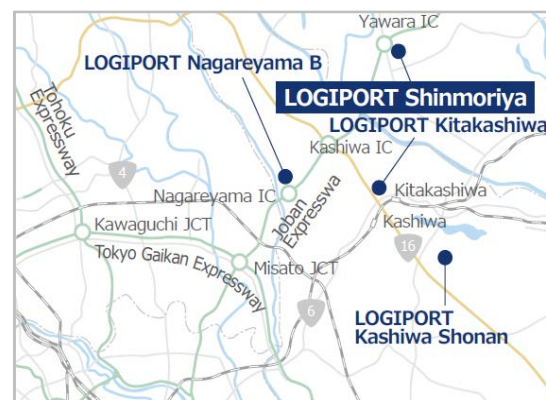 Yawara IC
LOGIPORT Nagareyama B
LOGIPORT Shinmoriya
LOGIPORT Kitakashiwa
Tohoku
Expressway
Kashiwa IC
4
Nagareyama IC
Kitakashiwa
Joban
Expresswa
Kashiwa
Kawaguchi JCT
16
Tokyo Gaikan Expressway
Misato JCT
6
LOGIPORT
Kashiwa Shonan